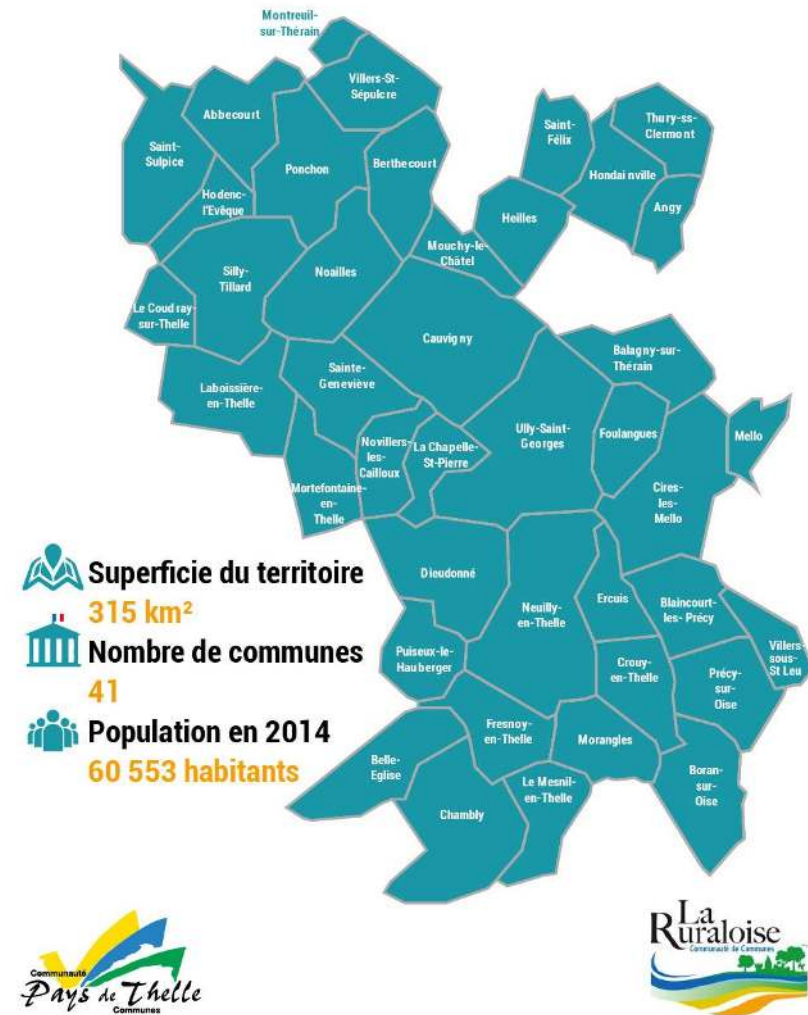 Montreuil-
sur-Thérain
Villers-St-
Sépulcre
Abbecourt
Saint-
Sulpice
Ponchon
Berthecourt
Hodenc-
l'Evêque
Saint-
Félix
Thury-ss-
Clermont
Hondainville
Angy
Heilles
Mouchy-le-
Châtel
Silly-
Tillard
Noailles
Le Coudray-
sur-Thelle
Cauvigny
Balagny-sur-
Thérain
Laboissière-
en-Thelle
Sainte-
Geneviève
Novillers-
les-
Cailloux
La Chapelle-
St-Pierre
Ully-Saint-
Georges
Foulangues
Mello
Mortefontaine-
en-
Thelle
Cires-
les-
Mello
Dieudonné
Neuilly-
en-Thelle
Ercuis
Blaincourt-
les- Précy
Puiseux-le-
Hauberger
Crouy-
en-Thelle
Précy-
sur-
Oise
Villers-
sous-
St Leu
Fresnoy-
en-Thelle
Morangles
Belle-
Eglise
Chambly
Le Mesnil-
en-Thelle
Boran-
sur-
Oise
Superficie du territoire
315 km²
Nombre de communes
41
Population en 2014
60 553 habitants
Communauté
Pays de Thelle
Communes
La
Ruraloise
Communauté de Communes